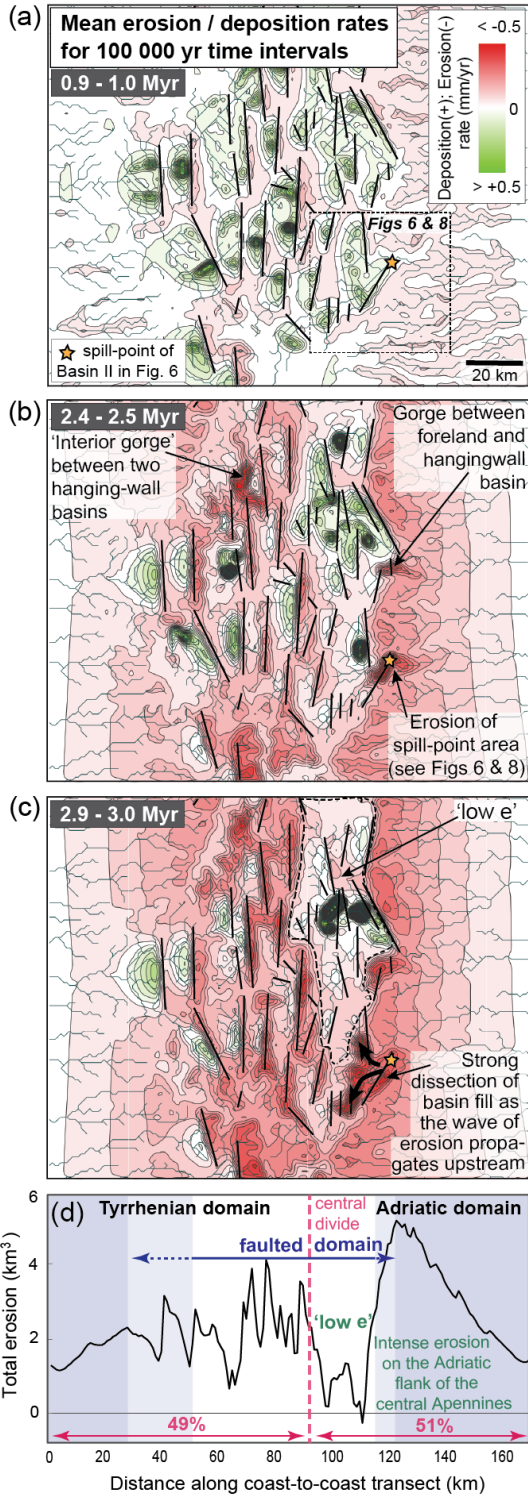 (a)
Mean erosion / deposition rates
for 100 000 yr time intervals
0.9 - 1.0 Myr
Deposition(+); Erosion(-)
rate (mm/yr)
< -0.5
0
> +0.5
Figs 6 & 8
spill-point of
Basin II in Fig. 6
20 km
(b)
2.4 - 2.5 Myr
'Interior gorge'
between two
hanging-wall
basins
Gorge between
foreland and
hangingwall
basin
Erosion of
spill-point area
(see Figs 6 & 8)
(c)
2.9 - 3.0 Myr
'low e'
Strong
dissection of
basin fill as
the wave of
erosion propa-
gates upstream
(d)
Tyrrhenian domain
central
divide
Adriatic domain
faulted domain
'low e'
Intense erosion
on the Adriatic
flank of the
central Apennines
49%
51%
Total erosion (km³)
6
4
2
0
0 20 40 60 80 100 120 140 160
Distance along coast-to-coast transect (km)